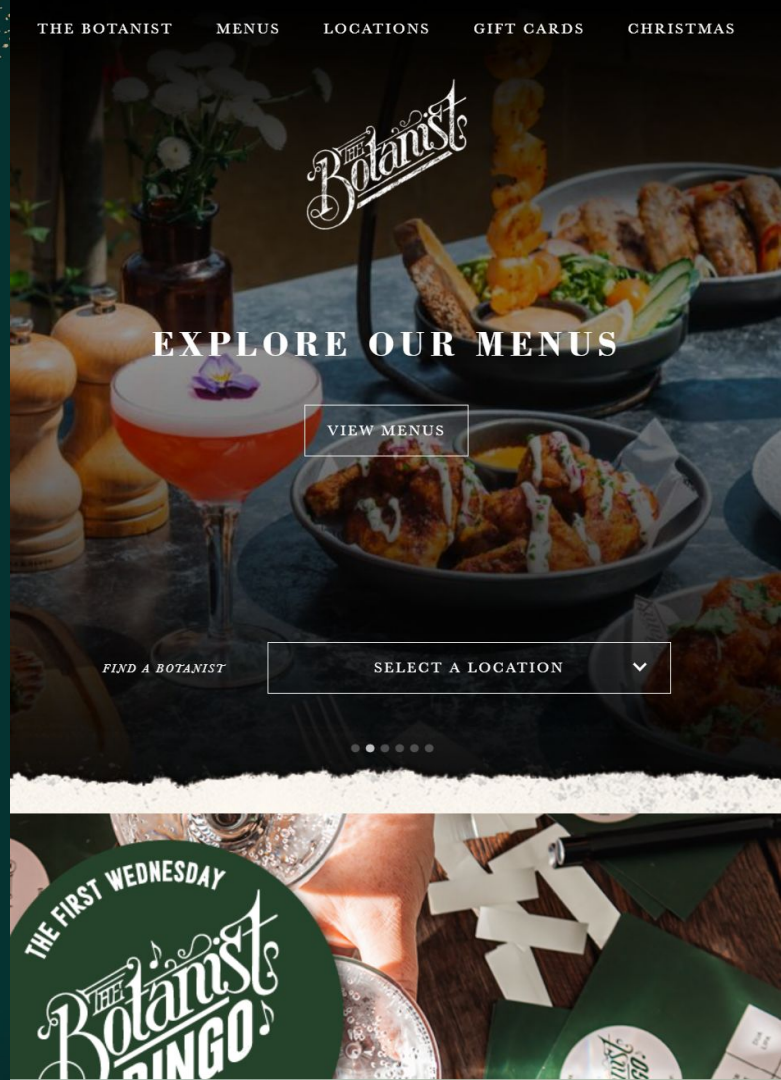 THE BOTANIST MENUS LOCATIONS GIFT CARDS CHRISTMAS
THE
Botanist
EXPLORE OUR MENUS
VIEW MENUS
FIND A BOTANIST
SELECT A LOCATION
THE FIRST WEDNESDAY
THE
Botanist
BINGO